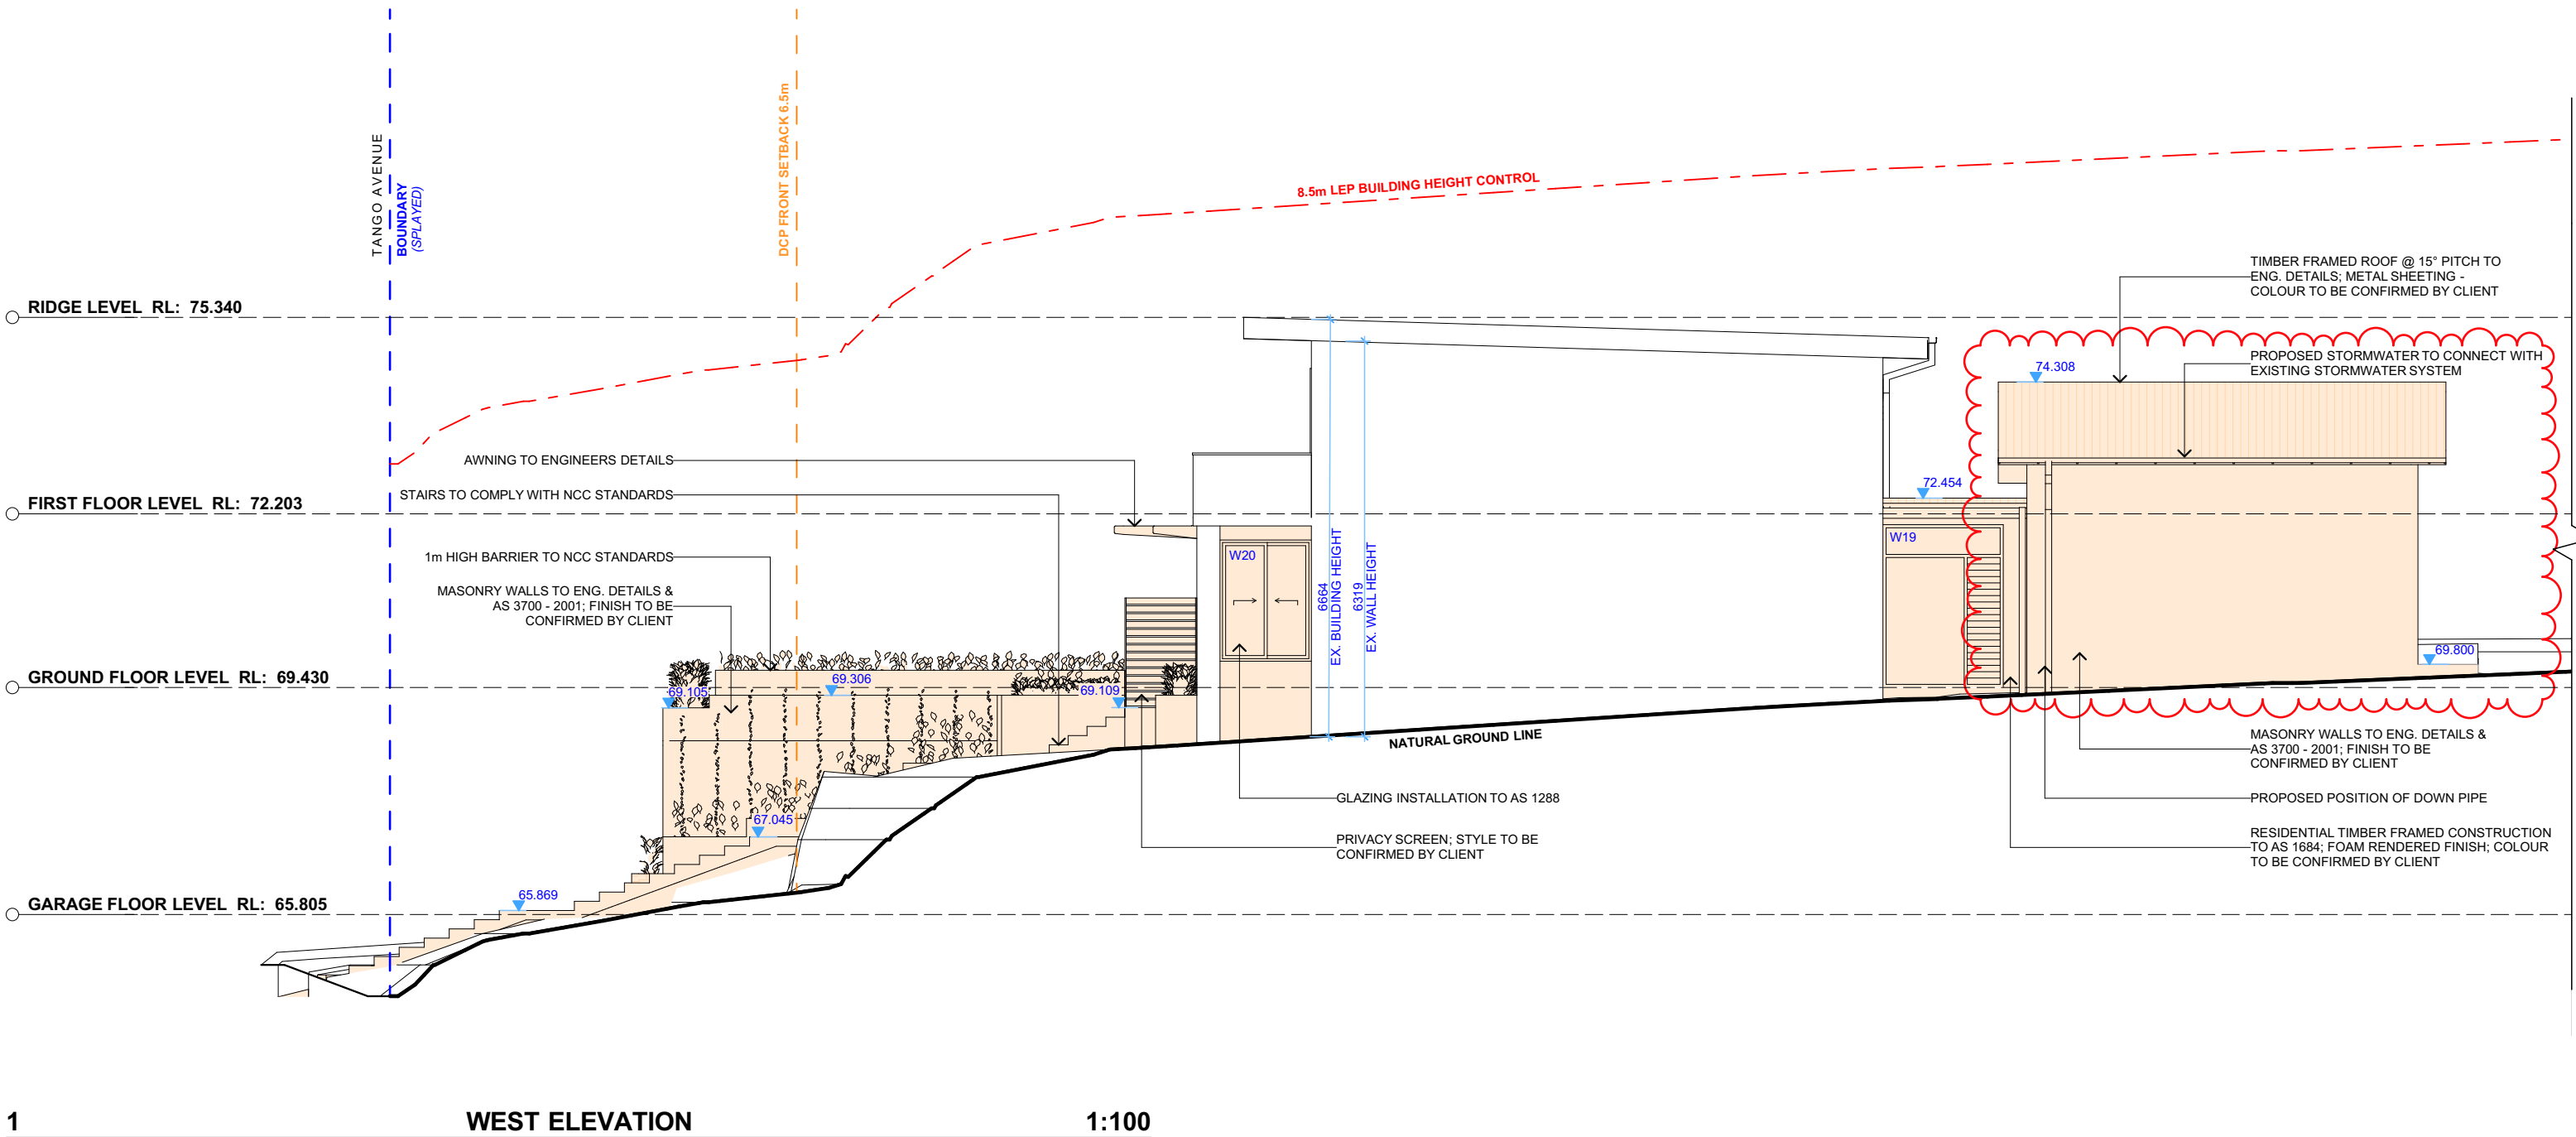 TANGO AVENUE
BOUNDARY
(SPLAYED)
DCP FRONT SETBACK 6.5m
8.5m LEP BUILDING HEIGHT CONTROL
TIMBER FRAMED ROOF @ 15° PITCH TO
ENG. DETAILS; METAL SHEETING -
COLOUR TO BE CONFIRMED BY CLIENT
RIDGE LEVEL RL: 75.340
PROPOSED STORMWATER TO CONNECT WITH
EXISTING STORMWATER SYSTEM
74.308
AWNING TO ENGINEERS DETAILS
STAIRS TO COMPLY WITH NCC STANDARDS
72.454
FIRST FLOOR LEVEL RL: 72.203
W20
W19
1m HIGH BARRIER TO NCC STANDARDS
MASONRY WALLS TO ENG. DETAILS &
AS 3700 - 2001; FINISH TO BE
CONFIRMED BY CLIENT
6664
EX. BUILDING HEIGHT
6319
EX. WALL HEIGHT
69.800
GROUND FLOOR LEVEL RL: 69.430
69.105
69.306
69.109
NATURAL GROUND LINE
MASONRY WALLS TO ENG. DETAILS &
AS 3700 - 2001; FINISH TO BE
CONFIRMED BY CLIENT
GLAZING INSTALLATION TO AS 1288
PROPOSED POSITION OF DOWN PIPE
67.045
PRIVACY SCREEN; STYLE TO BE
CONFIRMED BY CLIENT
RESIDENTIAL TIMBER FRAMED CONSTRUCTION
TO AS 1684; FOAM RENDERED FINISH; COLOUR
TO BE CONFIRMED BY CLIENT
65.869
GARAGE FLOOR LEVEL RL: 65.805
1 WEST ELEVATION 1:100